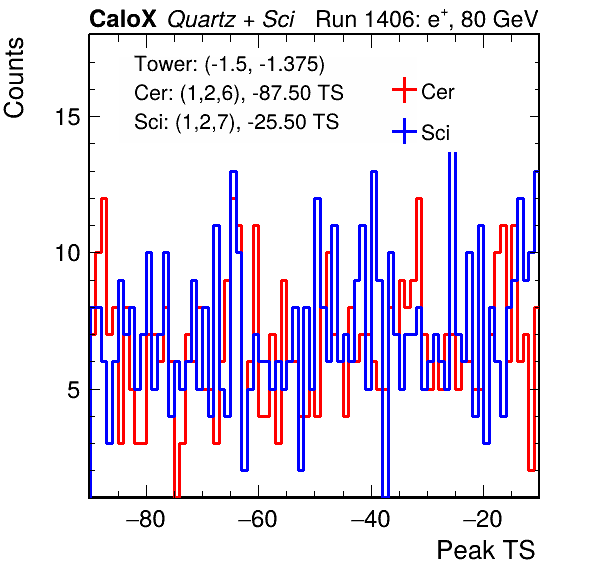 CaloX Quartz + Sci Run 1406: e⁺, 80 GeV
Counts
Tower: (-1.5, -1.375)
Cer: (1,2,6), -87.50 TS
Sci: (1,2,7), -25.50 TS
Cer
Sci
15
10
5
−80 −60 −40 −20
Peak TS